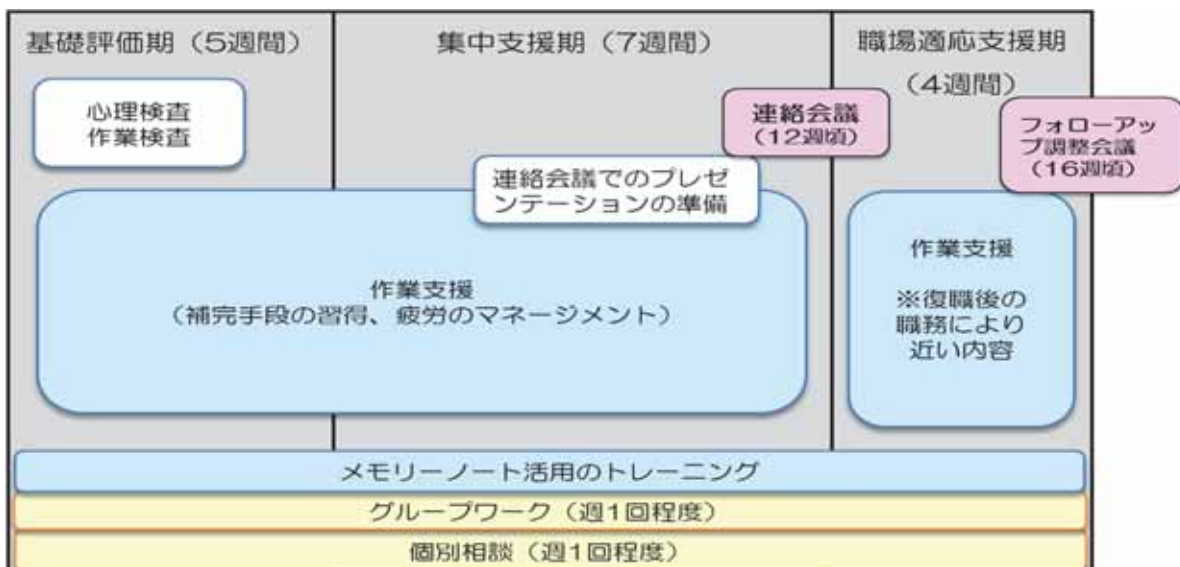 基礎評価期（5週間）
集中支援期（7週間）
職場適応支援期
（4週間）
心理検査
作業検査
連絡会議
（12週頃）
フォローアッ
プ調整会議
（16週頃）
連絡会議でのプレゼ
ンテーションの準備
作業支援
（補完手段の習得、疲労のマネージメント）
作業支援
※復職後の
職務により
近い内容
メモリーノート活用のトレーニング
グループワーク（週1回程度）
個別相談（週1回程度）